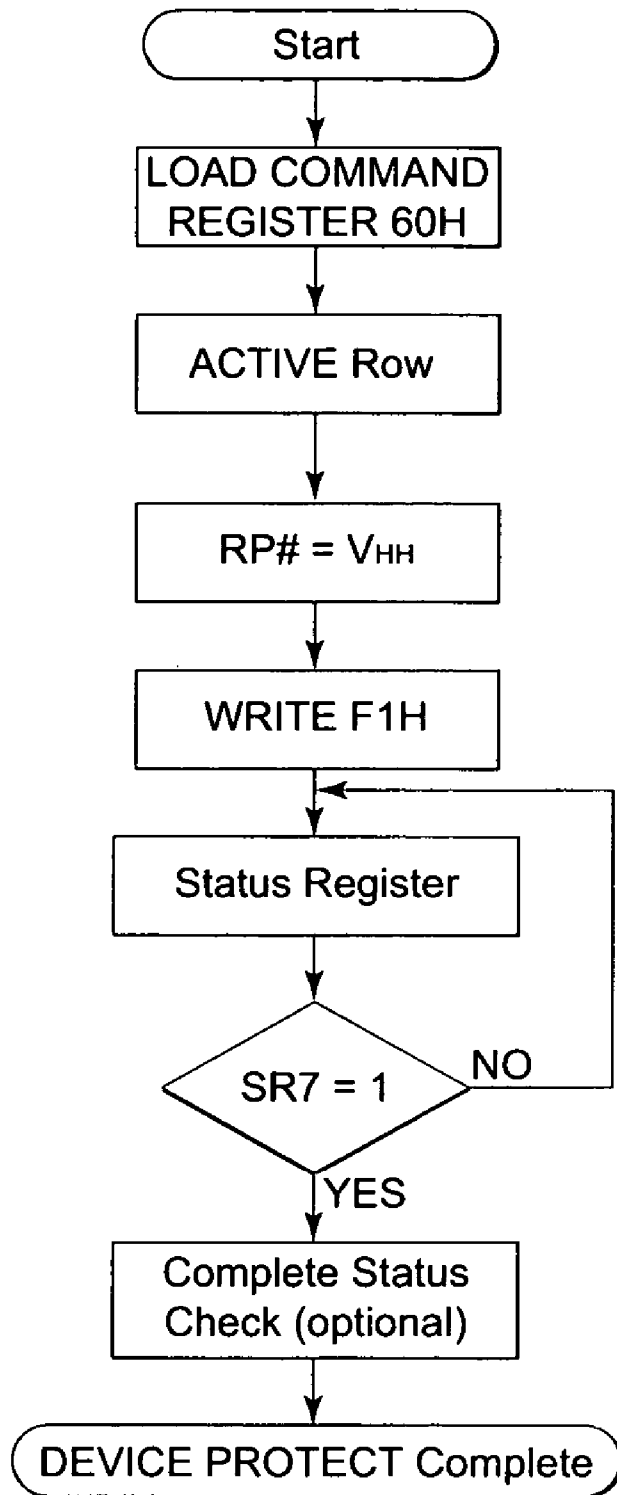 Start
LOAD COMMAND
REGISTER 60H
ACTIVE Row
RP# = VHH
WRITE F1H
Status Register
SR7 = 1
NO
YES
Complete Status
Check (optional)
DEVICE PROTECT Complete